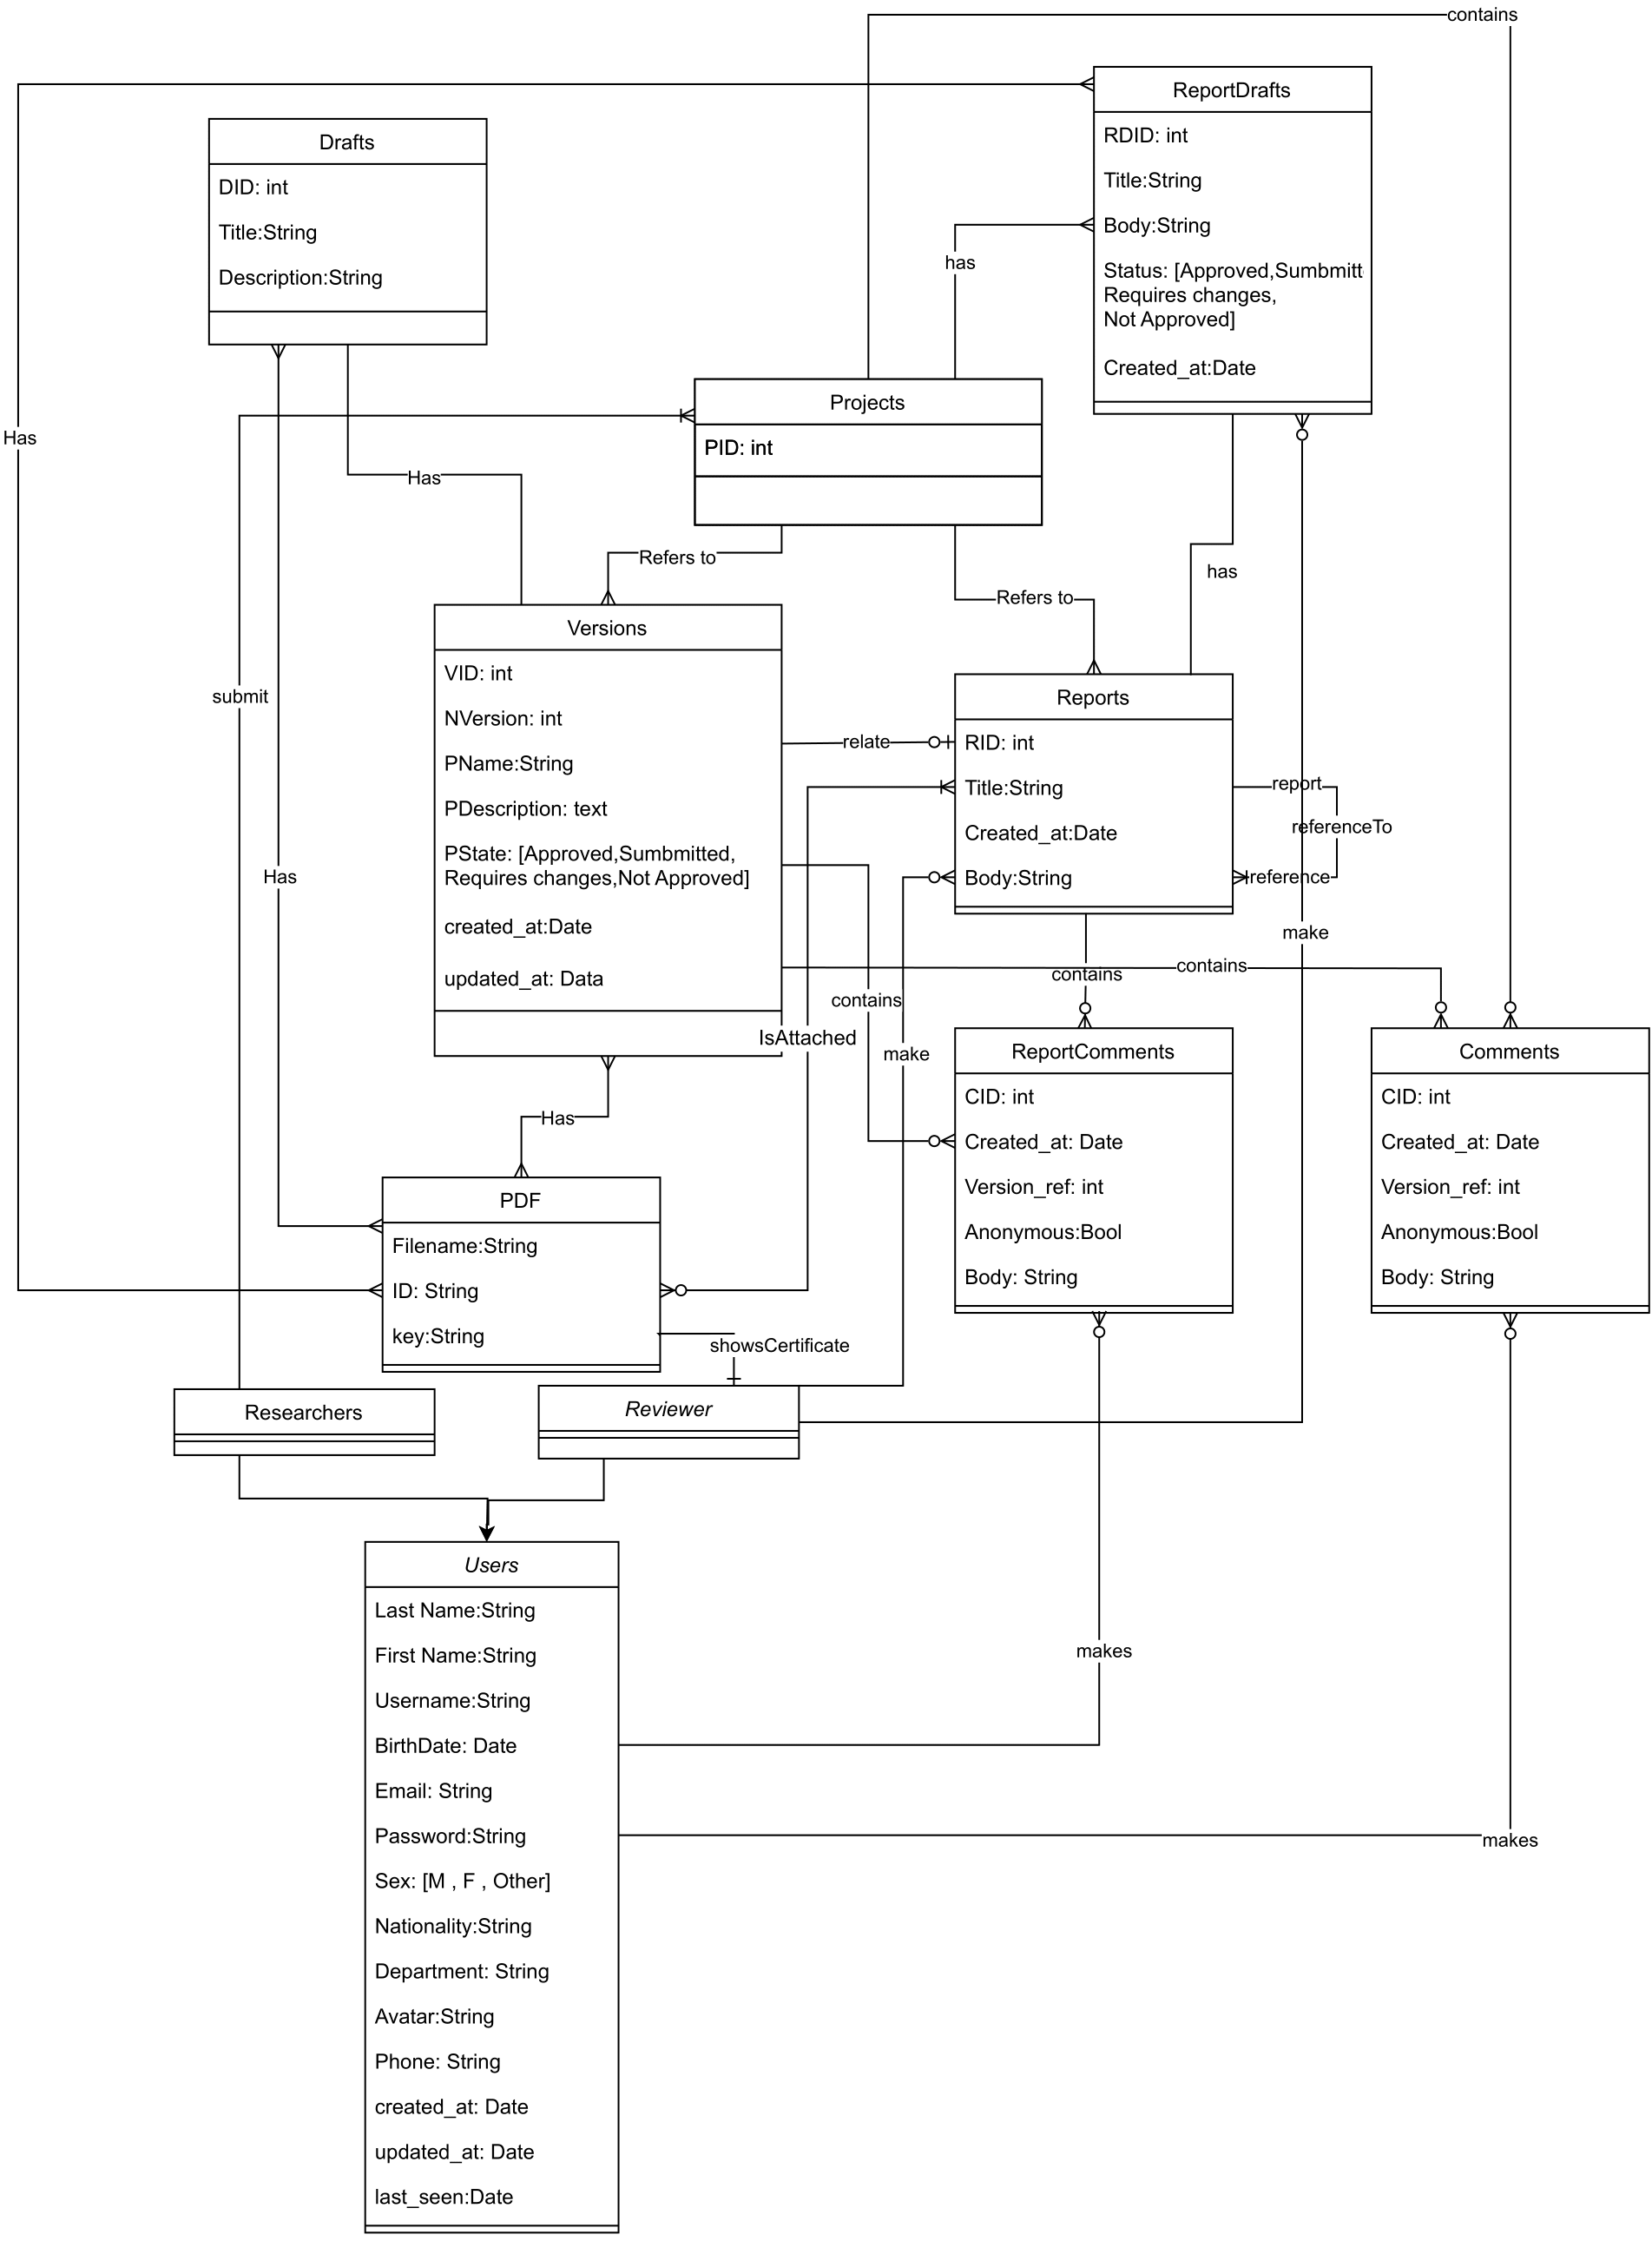 contains
ReportDrafts
RDID: int
Title:String
Body:String
Status: [Approved,Sumbmitt
Requires changes,
Not Approved]
Created_at:Date
Drafts
DID: int
Title:String
Description:String
has
Projects
PID: int
Has
Has
Refers to
has
Refers to
Versions
VID: int
NVersion: int
PName:String
PDescription: text
PState: [Approved,Sumbmitted,
Requires changes,Not Approved]
created_at:Date
updated_at: Data
submit
Reports
RID: int
Title:String
Created_at:Date
Body:String
relate
report
referenceTo
reference
Has
make
contains
contains
contains
IsAttached
make
ReportComments
CID: int
Created_at: Date
Version_ref: int
Anonymous:Bool
Body: String
Comments
CID: int
Created_at: Date
Version_ref: int
Anonymous:Bool
Body: String
Has
PDF
Filename:String
ID: String
key:String
showsCertificate
Researchers
Reviewer
Users
Last Name:String
First Name:String
Username:String
BirthDate: Date
Email: String
Password:String
Sex: [M , F , Other]
Nationality:String
Department: String
Avatar:String
Phone: String
created_at: Date
updated_at: Date
last_seen:Date
makes
makes